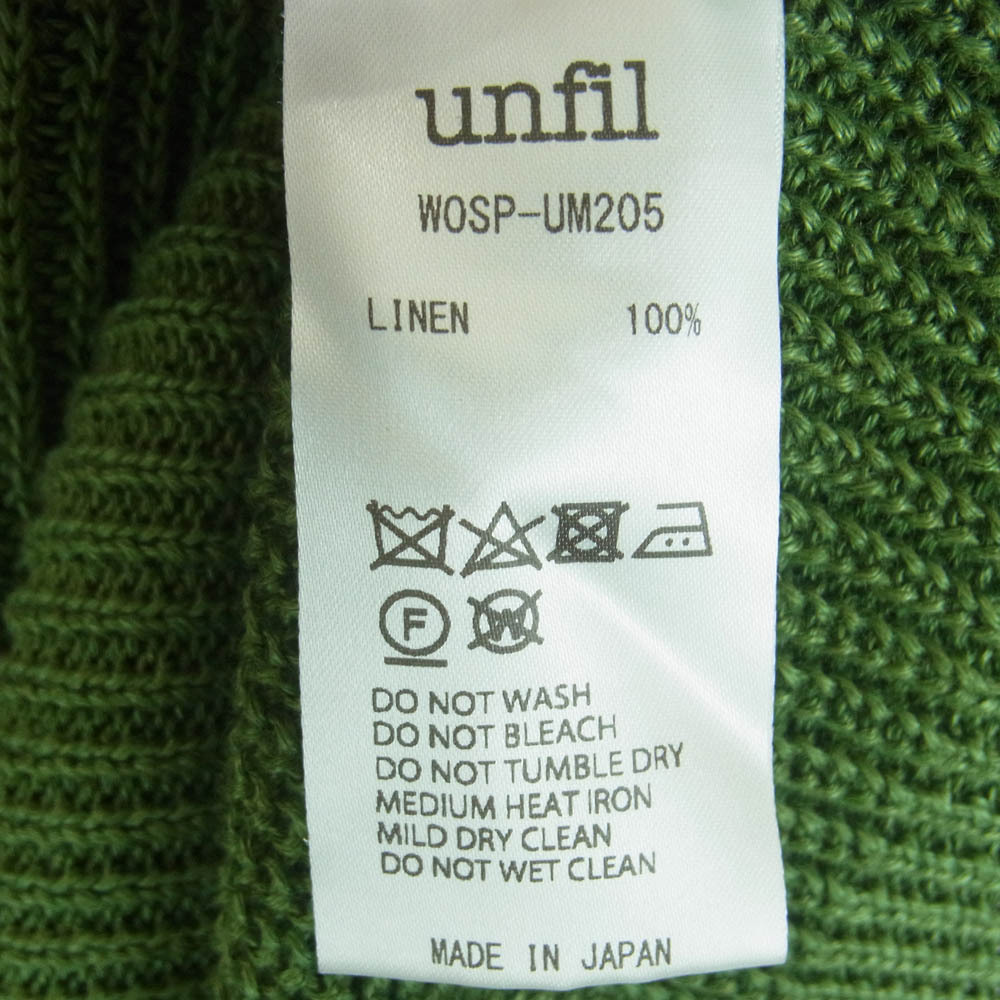 unfil
WOSP-UM205
LINEN 100%
F W
DO NOT WASH
DO NOT BLEACH
DO NOT TUMBLE DRY
MEDIUM HEAT IRON
MILD DRY CLEAN
DO NOT WET CLEAN
MADE IN JAPAN